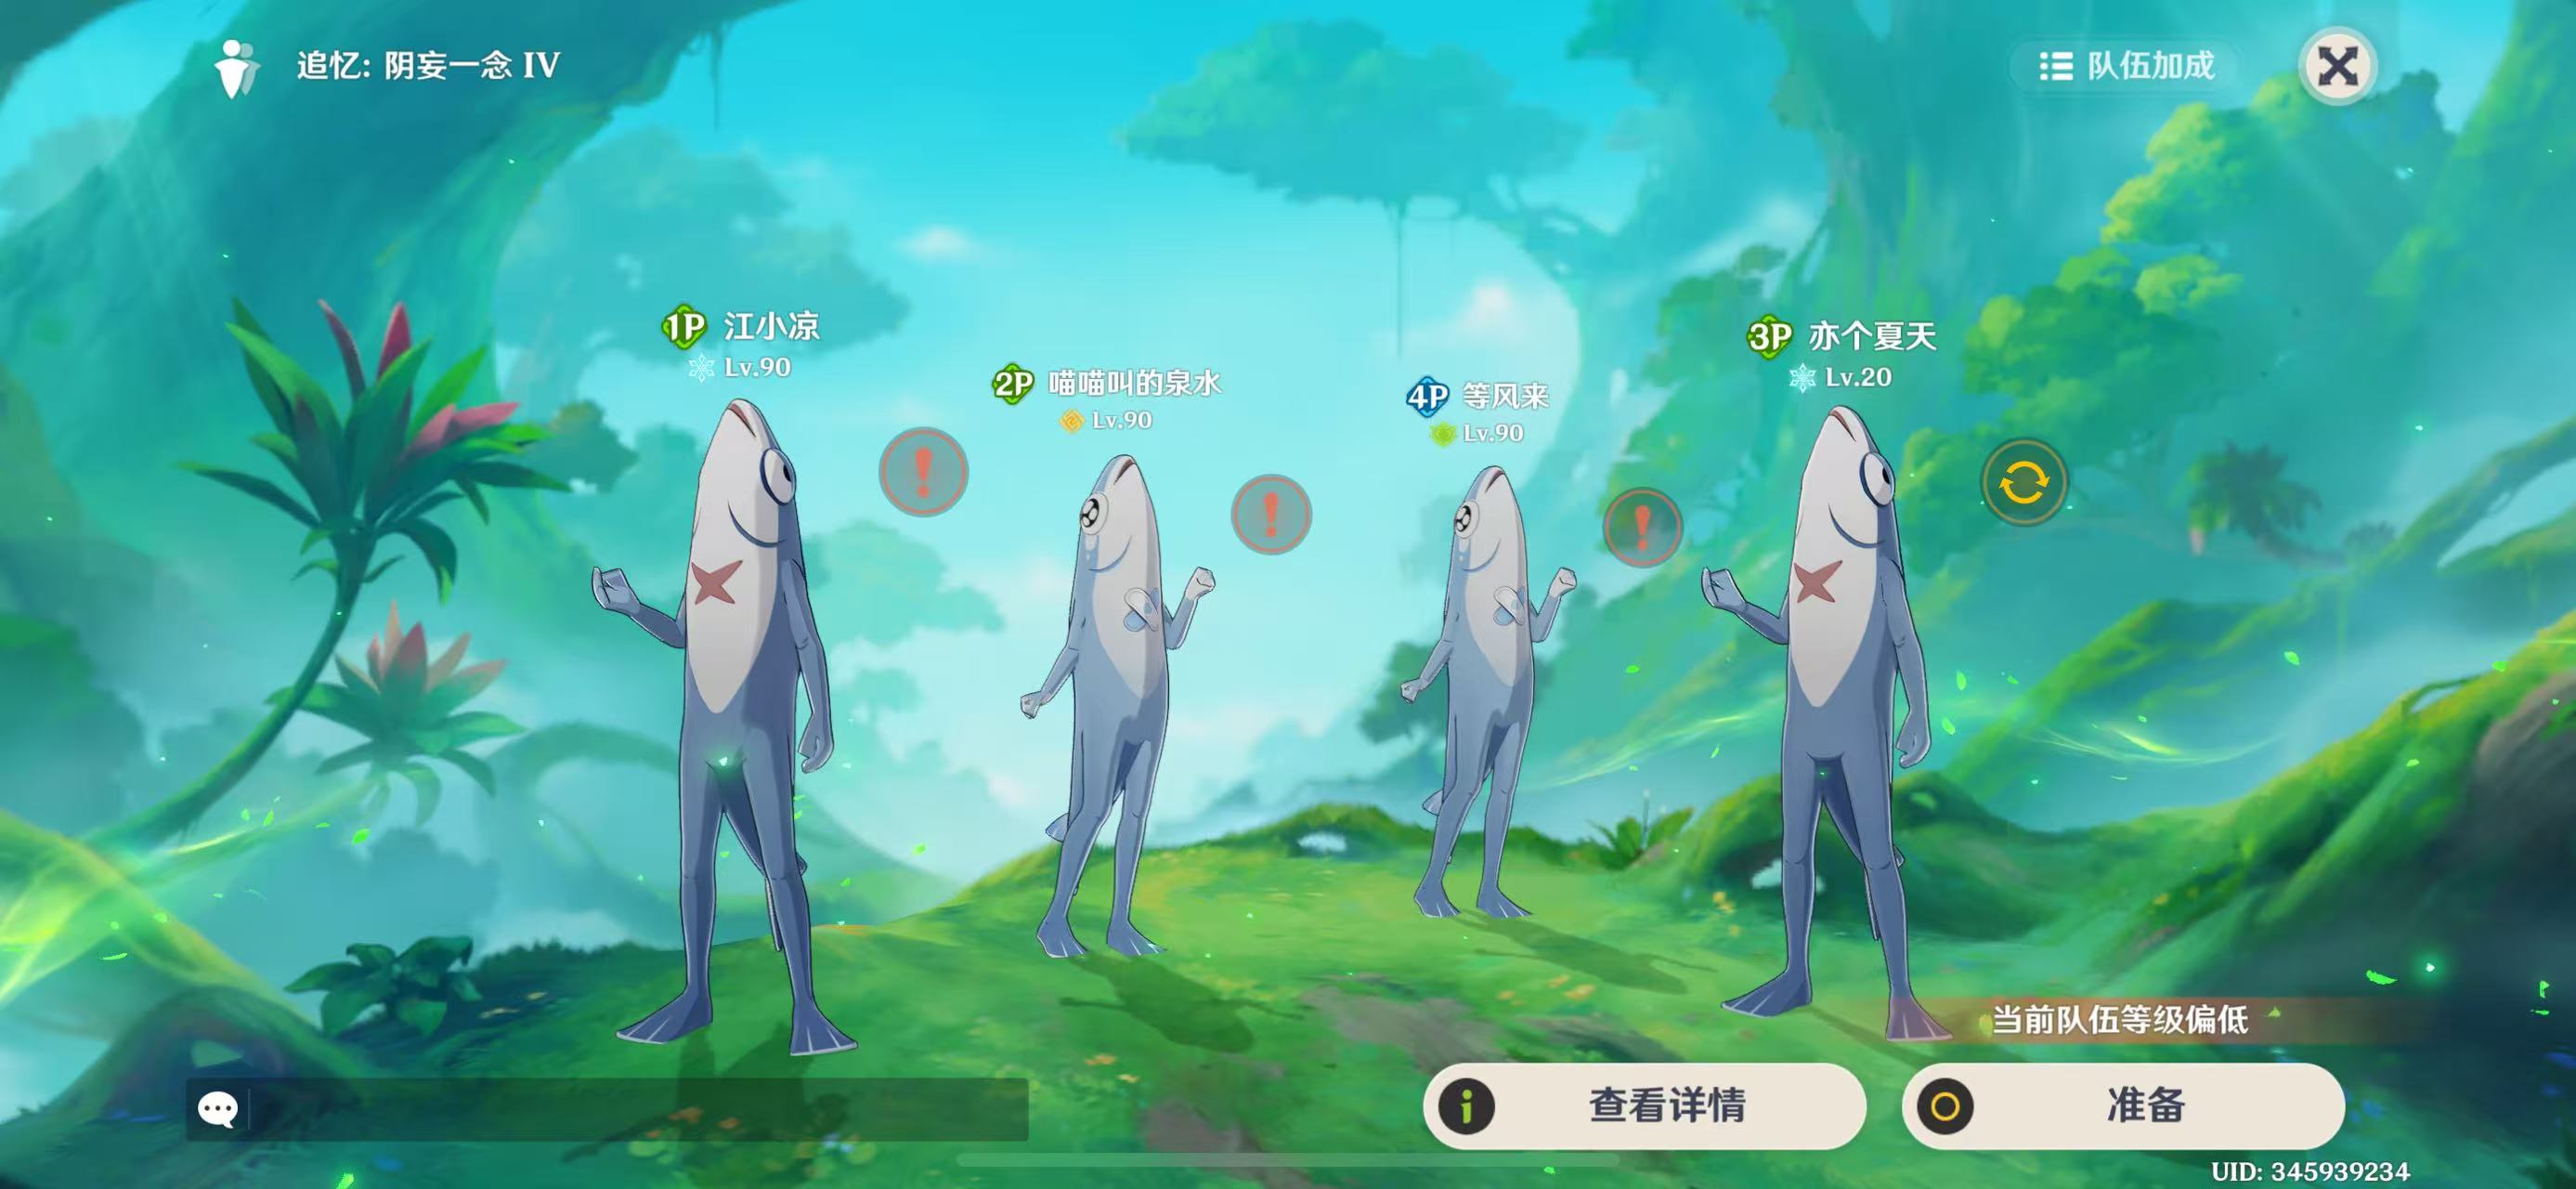 追忆: 阴妄一念 IV
队伍加成
1P 江小凉
Lv.90
2P 喵喵叫的泉水
Lv.90
4P 等风来
Lv.90
3P 亦个夏天
Lv.20
当前队伍等级偏低
查看详情
准备
UID: 345939234